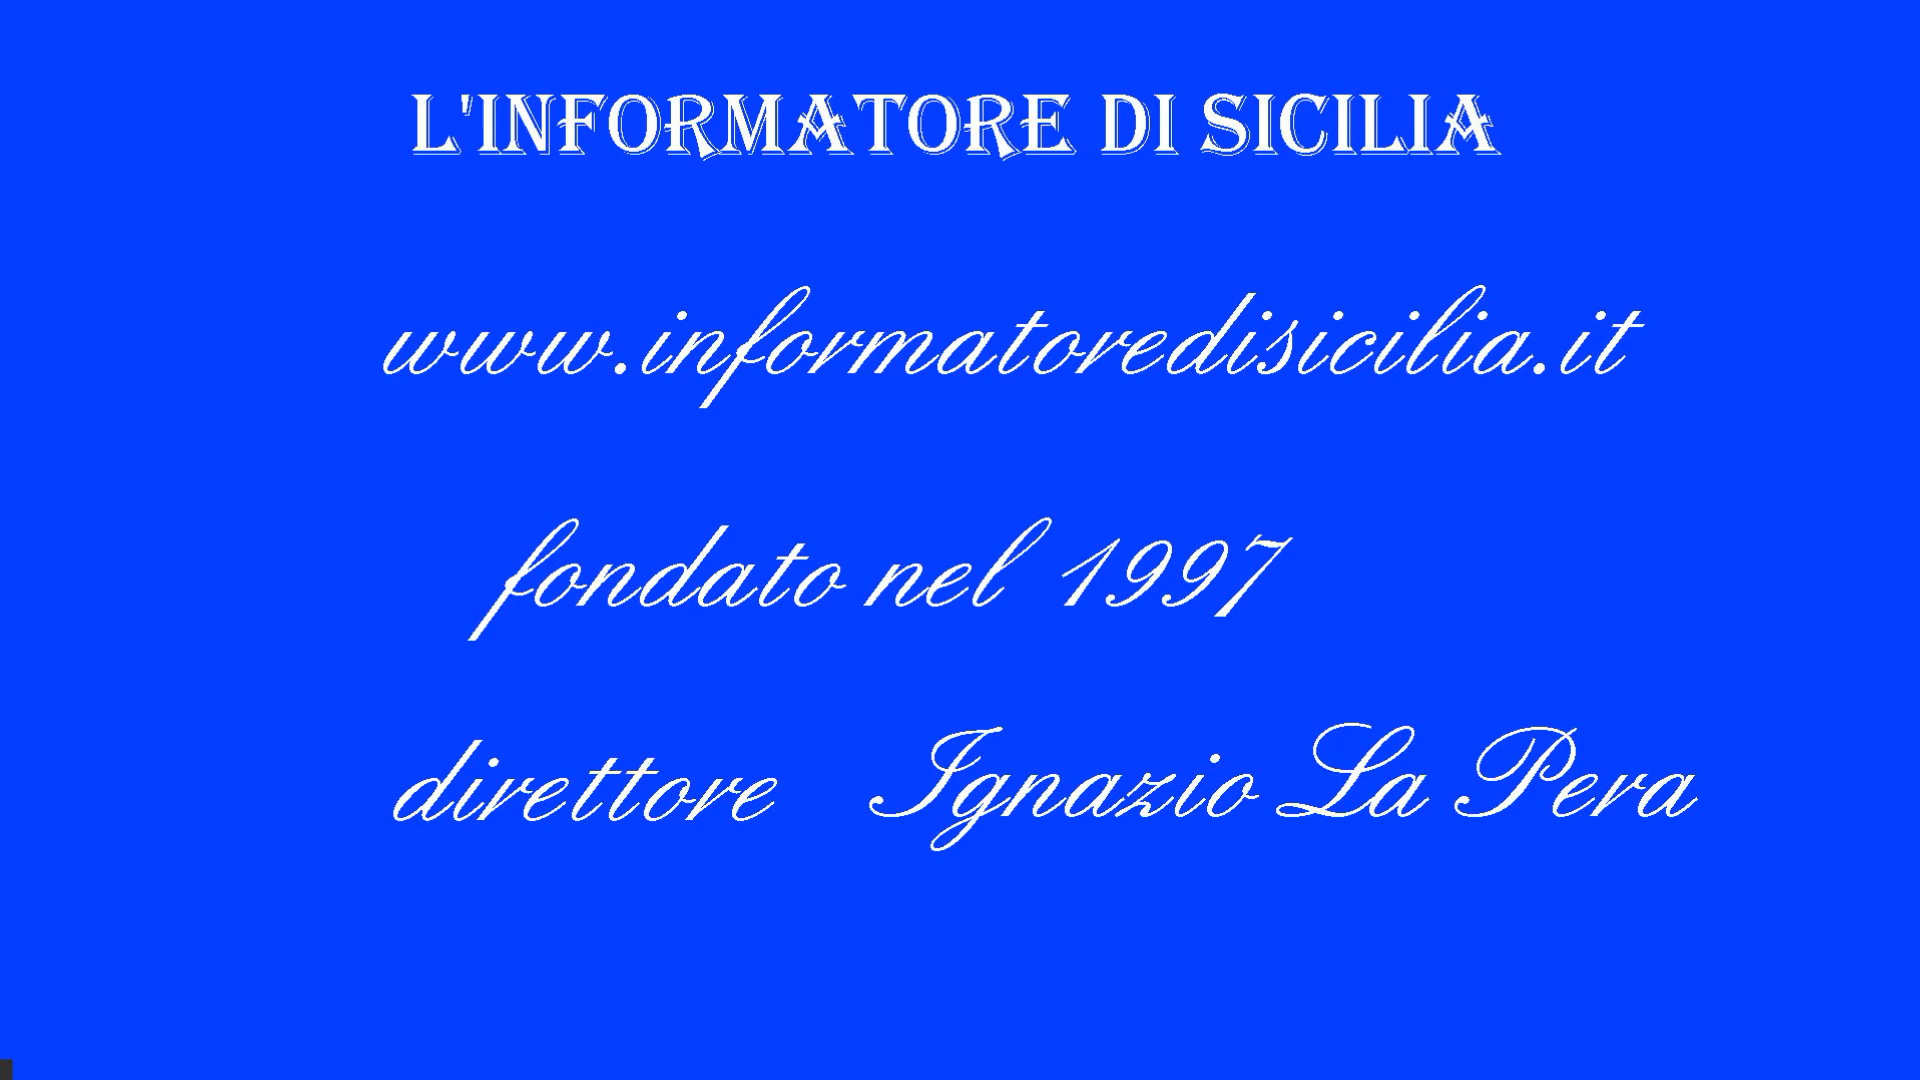 L'INFORMATORE DI SICILIA
www.informatoredisicilia.it
fondato nel 1997
direttore Ignazio La Pera